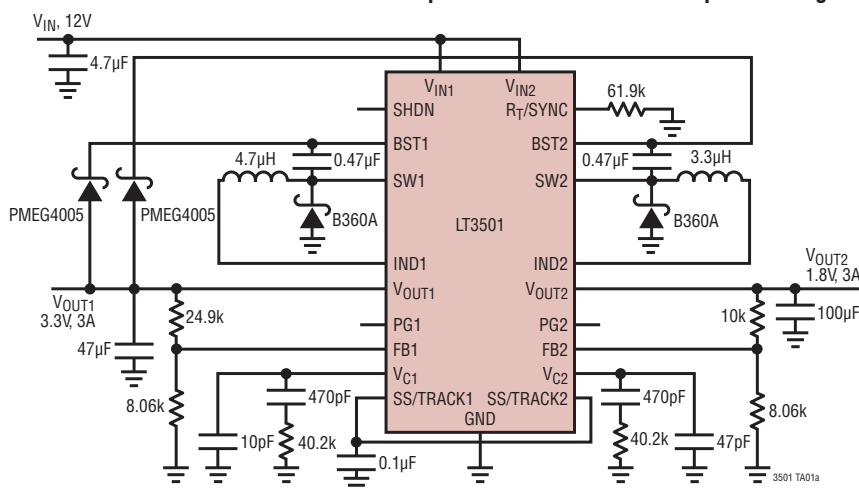 V_IN, 12V
4.7µF
V_IN1
V_IN2
SHDN
R_T/SYNC
61.9k
BST1
BST2
4.7µH
0.47µF
0.47µF
3.3µH
SW1
SW2
PMEG4005
PMEG4005
B360A
LT3501
B360A
IND1
IND2
V_OUT1
3.3V, 3A
V_OUT1
V_OUT2
V_OUT2
1.8V, 3A
24.9k
PG1
PG2
10k
100µF
47µF
FB1
FB2
V_C1
V_C2
8.06k
470pF
SS/TRACK1
SS/TRACK2
470pF
8.06k
GND
10pF
40.2k
0.1µF
40.2k
47pF
3501 TA01a